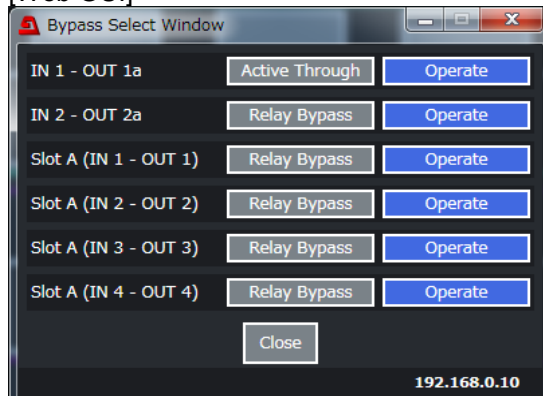 [Web GUI]
Bypass Select Window
IN 1 - OUT 1a Active Through Operate
IN 2 - OUT 2a Relay Bypass Operate
Slot A (IN 1 - OUT 1) Relay Bypass Operate
Slot A (IN 2 - OUT 2) Relay Bypass Operate
Slot A (IN 3 - OUT 3) Relay Bypass Operate
Slot A (IN 4 - OUT 4) Relay Bypass Operate
Close
192.168.0.10